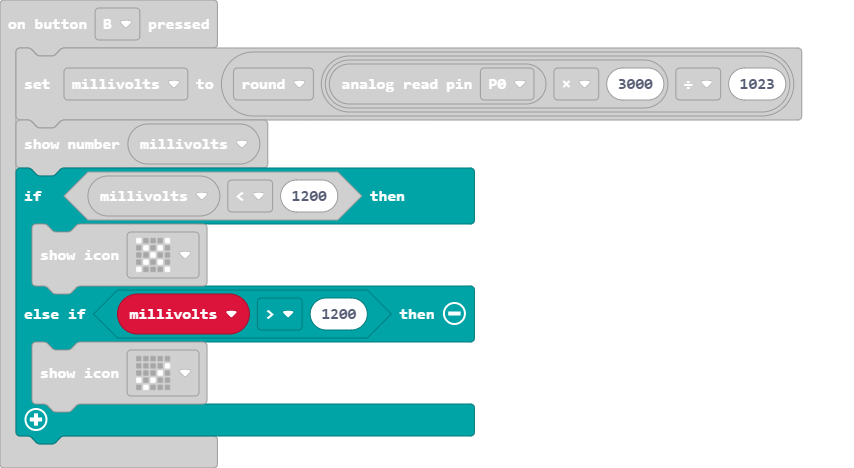 on button B pressed
set millivolts to round analog read pin P0 × 3000 ÷ 1023
show number millivolts
if millivolts < 1200 then
show icon
else if millivolts > 1200 then
show icon